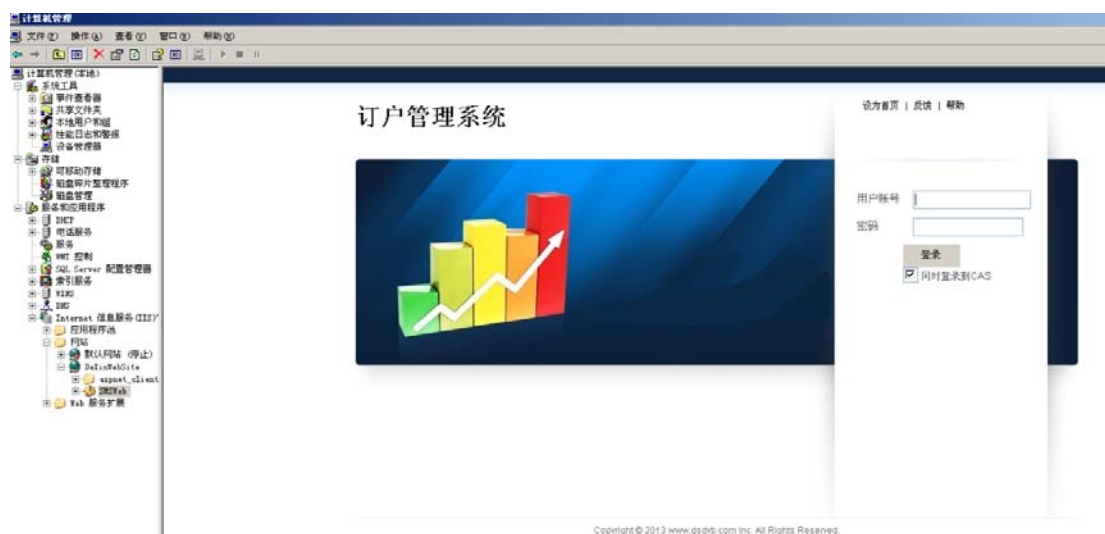 计算机管理
文件(F) 操作(A) 查看(V) 窗口(W) 帮助(H)
计算机管理(本地)
系统工具
事件查看器
共享文件夹
本地用户和组
性能日志和警报
设备管理器
存储
可移动存储
磁盘碎片整理程序
磁盘管理
服务和应用程序
DHCP
电话服务
服务
WMI 控制
SQL Server 配置管理器
索引服务
WINS
DNS
Internet 信息服务(IIS)
应用程序池
网站
默认网站 (停止)
DeXinWebSite
aspnet_client
SMSWeb
Web 服务扩展
订户管理系统
设为首页 | 反馈 | 帮助
用户账号
密码
登录
同时登录到CAS
Copyright © 2013 www.dsdvb.com Inc. All Rights Reserved.